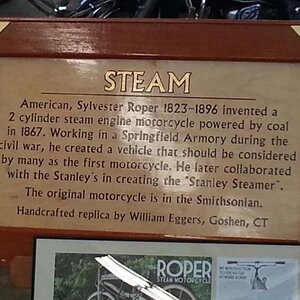 STEAM
American, Sylvester Roper 1823-1896 invented a
2 cylinder steam engine motorcycle powered by coal
in 1867. Working in a Springfield Armory during the
civil war, he created a vehicle that should be considered
by many as the first motorcycle. He later collaborated
with the Stanley's in creating the "Stanley Steamer".
The original motorcycle is in the Smithsonian.
Handcrafted replica by William Eggers, Goshen, CT
ROPER
STEAM MOTORCYCLE